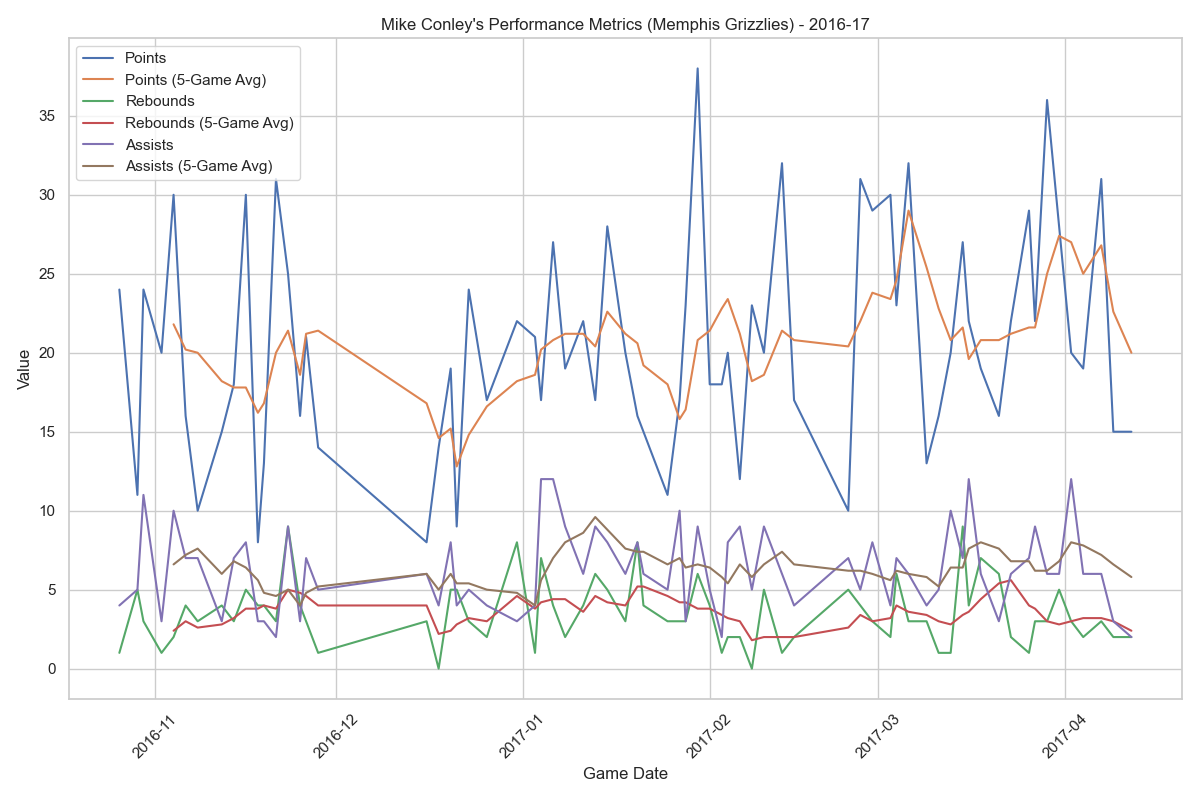 Mike Conley's Performance Metrics (Memphis Grizzlies) - 2016-17
Points
Points (5-Game Avg)
Rebounds
Rebounds (5-Game Avg)
Assists
Assists (5-Game Avg)
35
30
25
20
15
10
5
0
Value
2016-11
2016-12
2017-01
2017-02
2017-03
2017-04
Game Date